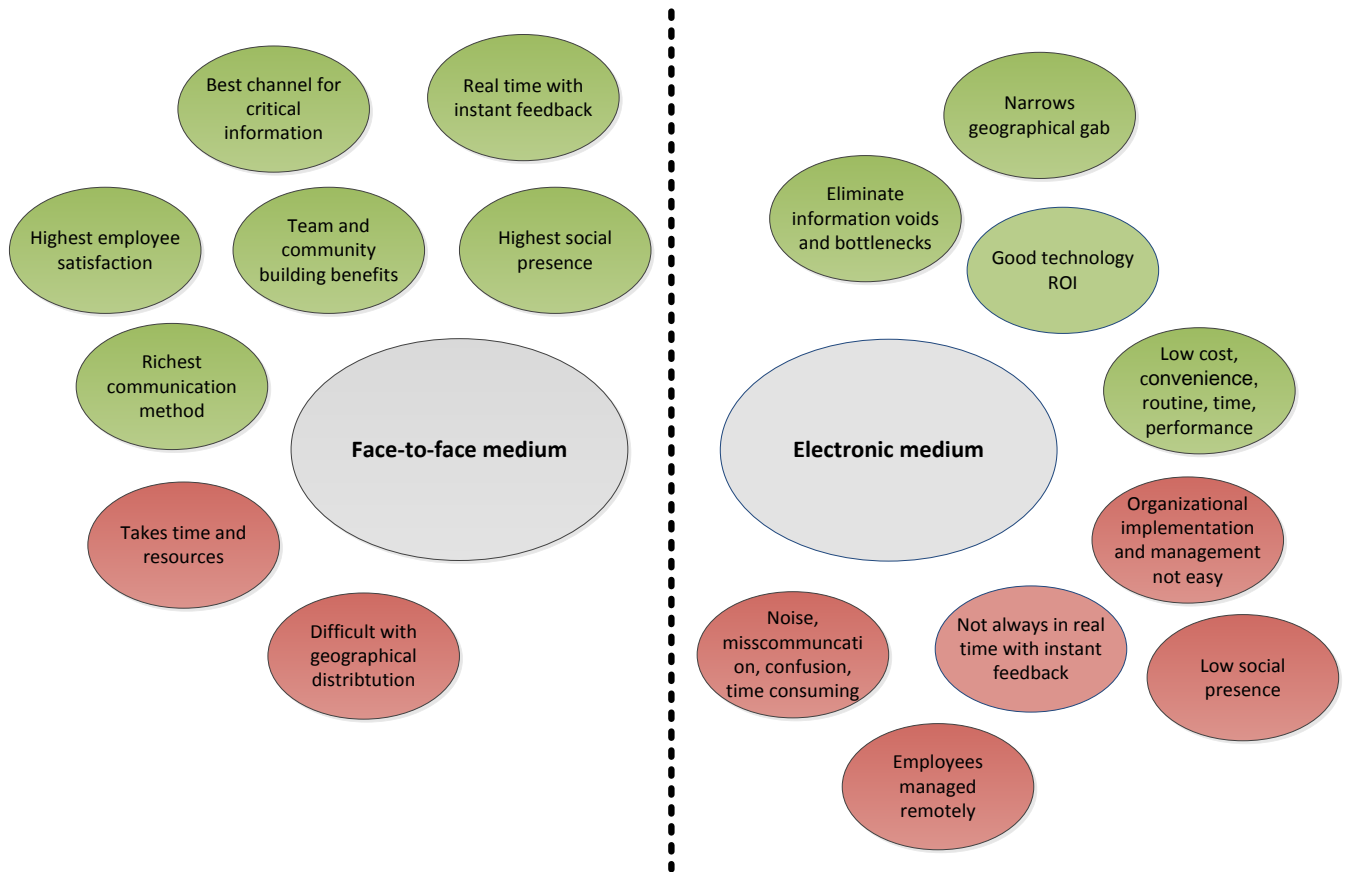 Best channel for
critical
information
Real time with
instant feedback
Highest employee
satisfaction
Team and
community
building benefits
Highest social
presence
Richest
communication
method
Face-to-face medium
Takes time and
resources
Difficult with
geographical
distribtution
Narrows
geographical gab
Eliminate
information voids
and bottlenecks
Good technology
ROI
Low cost,
convenience,
routine, time,
performance
Electronic medium
Organizational
implementation
and management
not easy
Noise,
misscommuncati
on, confusion,
time consuming
Not always in real
time with instant
feedback
Low social
presence
Employees
managed
remotely